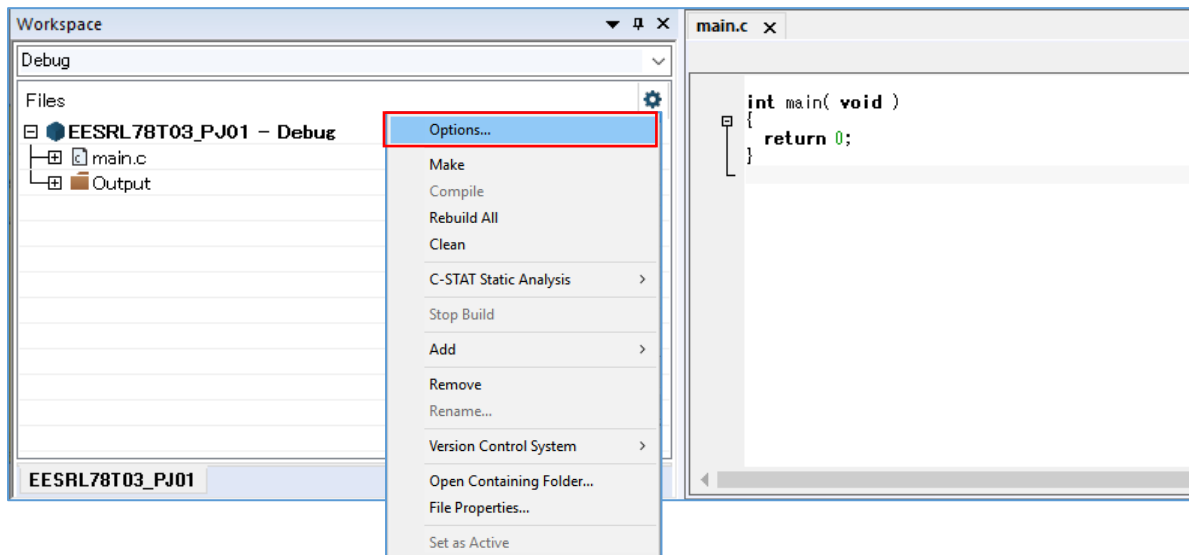 Workspace
Debug
Files
EESRL78T03_PJ01 - Debug
main.c
Output
EESRL78T03_PJ01
Options...
Make
Compile
Rebuild All
Clean
C-STAT Static Analysis
Stop Build
Add
Remove
Rename...
Version Control System
Open Containing Folder...
File Properties...
Set as Active
main.c
int main( void )
{
return 0;
}